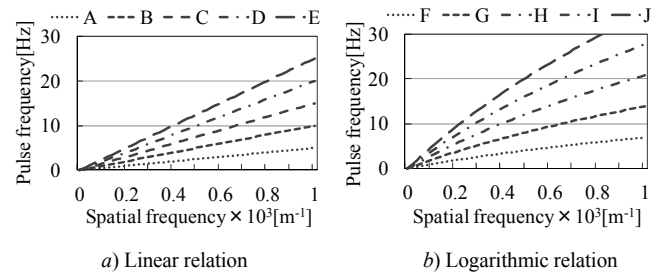 A B C D E
Pulse frequency[Hz]
30
20
10
0
0 0.2 0.4 0.6 0.8 1
Spatial frequency × 10³[m⁻¹]
a) Linear relation
F G H I J
Pulse frequency[Hz]
30
20
10
0
0 0.2 0.4 0.6 0.8 1
Spatial frequency × 10³[m⁻¹]
b) Logarithmic relation